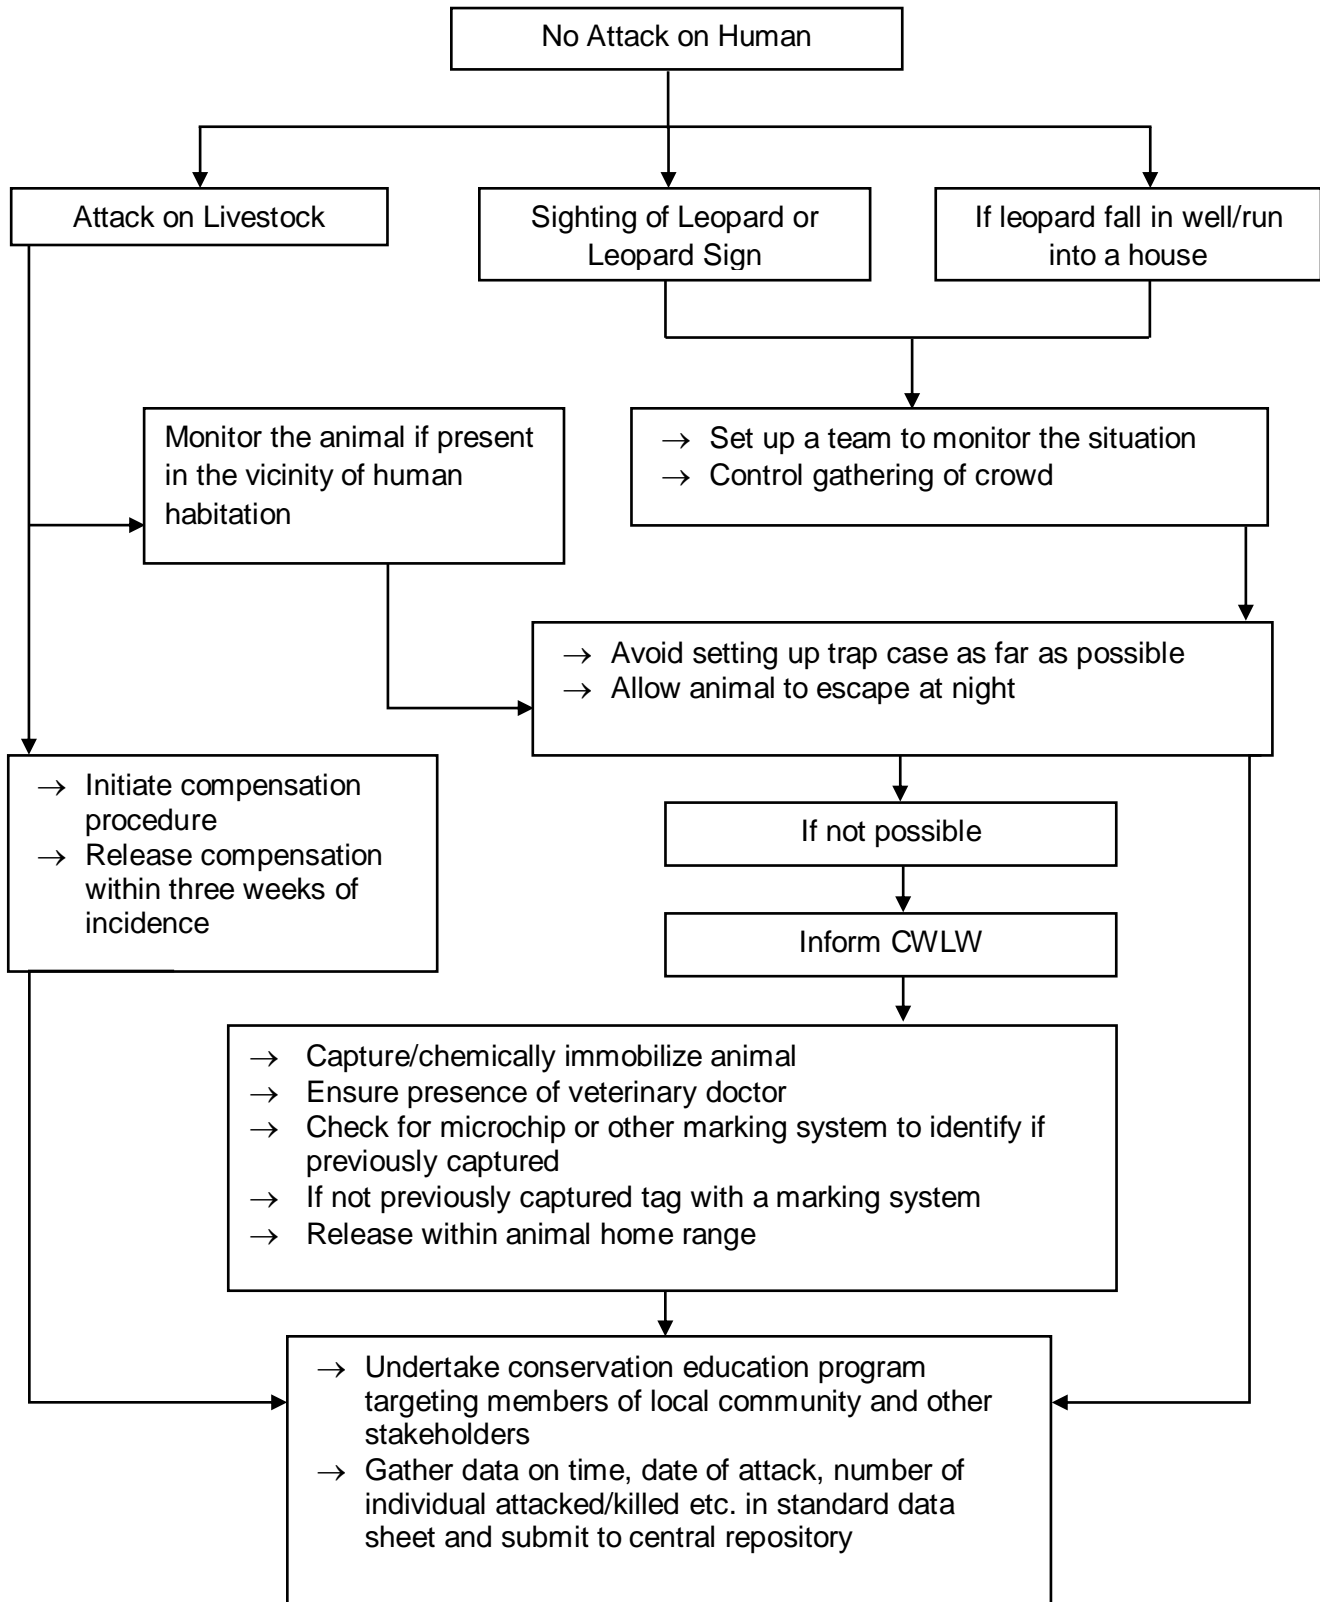 No Attack on Human
Attack on Livestock
Sighting of Leopard or
Leopard Sign
If leopard fall in well/run
into a house
Monitor the animal if present
in the vicinity of human
habitation
→ Set up a team to monitor the situation
→ Control gathering of crowd
→ Avoid setting up trap case as far as possible
→ Allow animal to escape at night
→ Initiate compensation
procedure
→ Release compensation
within three weeks of
incidence
If not possible
Inform CWLW
→ Capture/chemically immobilize animal
→ Ensure presence of veterinary doctor
→ Check for microchip or other marking system to identify if
previously captured
→ If not previously captured tag with a marking system
→ Release within animal home range
→ Undertake conservation education program
targeting members of local community and other
stakeholders
→ Gather data on time, date of attack, number of
individual attacked/killed etc. in standard data
sheet and submit to central repository